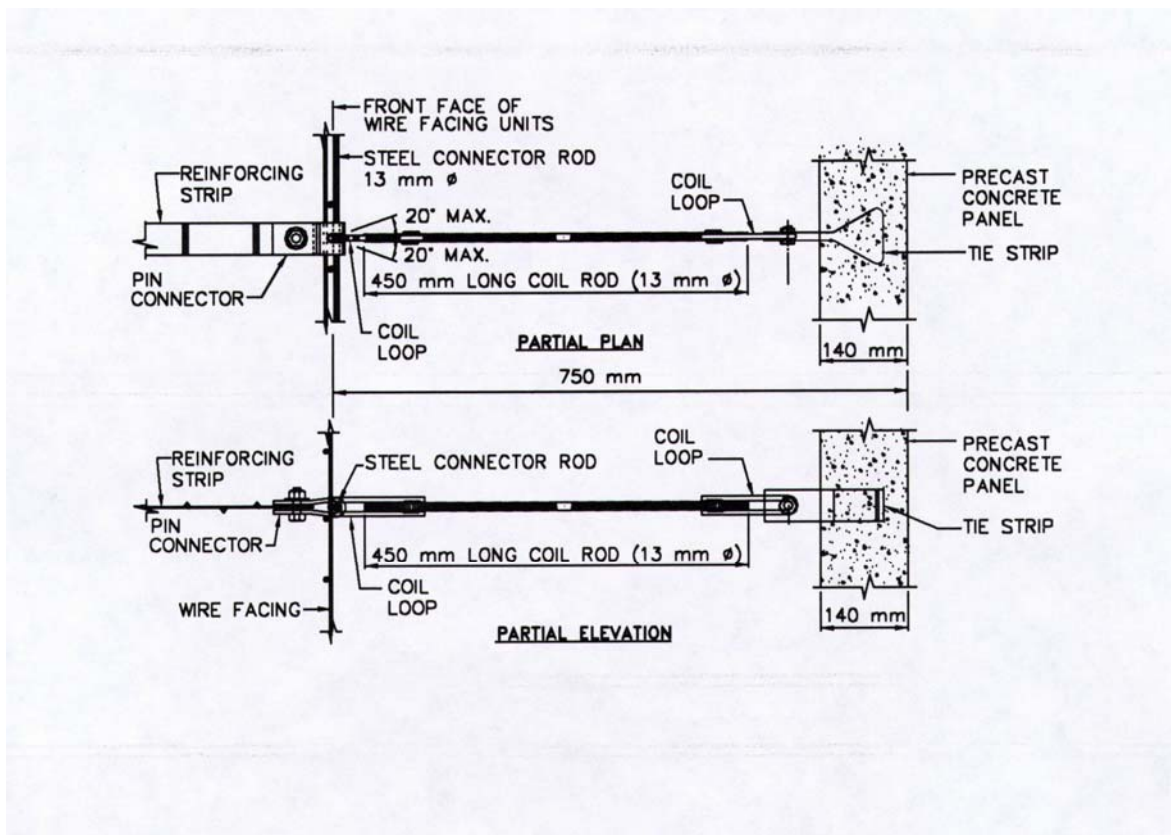 FRONT FACE OF
WIRE FACING UNITS
STEEL CONNECTOR ROD
13 mm ø
REINFORCING
STRIP
20° MAX.
20° MAX.
COIL
LOOP
PRECAST
CONCRETE
PANEL
TIE STRIP
PIN
CONNECTOR
450 mm LONG COIL ROD (13 mm ø)
COIL
LOOP
PARTIAL PLAN
140 mm
750 mm
REINFORCING
STRIP
STEEL CONNECTOR ROD
COIL
LOOP
PRECAST
CONCRETE
PANEL
TIE STRIP
PIN
CONNECTOR
450 mm LONG COIL ROD (13 mm ø)
COIL
LOOP
WIRE FACING
140 mm
PARTIAL ELEVATION